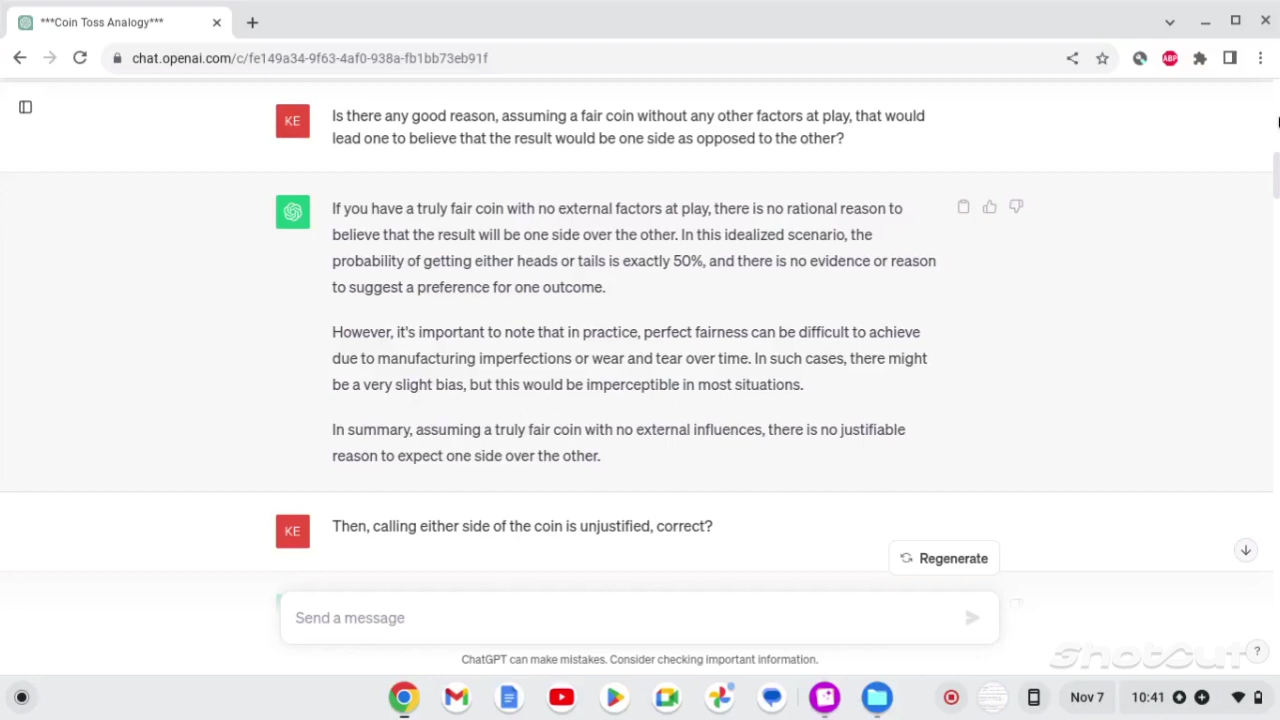 ***Coin Toss Analogy***
chat.openai.com/c/fe149a34-9f63-4af0-938a-fb1bb73eb91f
ABP
KE
Is there any good reason, assuming a fair coin without any other factors at play, that would
lead one to believe that the result would be one side as opposed to the other?
If you have a truly fair coin with no external factors at play, there is no rational reason to
believe that the result will be one side over the other. In this idealized scenario, the
probability of getting either heads or tails is exactly 50%, and there is no evidence or reason
to suggest a preference for one outcome.
However, it's important to note that in practice, perfect fairness can be difficult to achieve
due to manufacturing imperfections or wear and tear over time. In such cases, there might
be a very slight bias, but this would be imperceptible in most situations.
In summary, assuming a truly fair coin with no external influences, there is no justifiable
reason to expect one side over the other.
KE
Then, calling either side of the coin is unjustified, correct?
Regenerate
Send a message
ChatGPT can make mistakes. Consider checking important information.
Shotcut
?
Nov 7
10:41